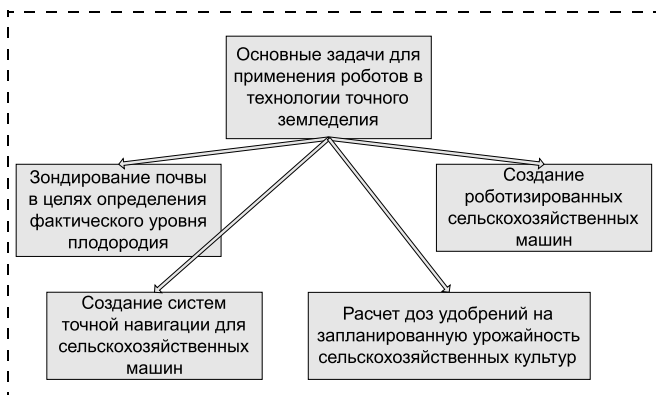 Основные задачи для
применения роботов в
технологии точного
земледелия
Зондирование почвы
в целях определения
фактического уровня
плодородия
Создание
роботизированных
сельскохозяйственных
машин
Создание систем
точной навигации для
сельскохозяйственных
машин
Расчет доз удобрений на
запланированную урожайность
сельскохозяйственных культур